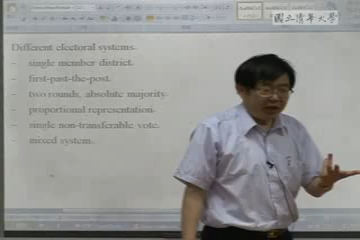 國立清華大學
Different electoral systems.
- single member district.
- first-past-the-post.
- two rounds, absolute majority.
- proportional representation.
- single non-transferable vote.
- mixed system.